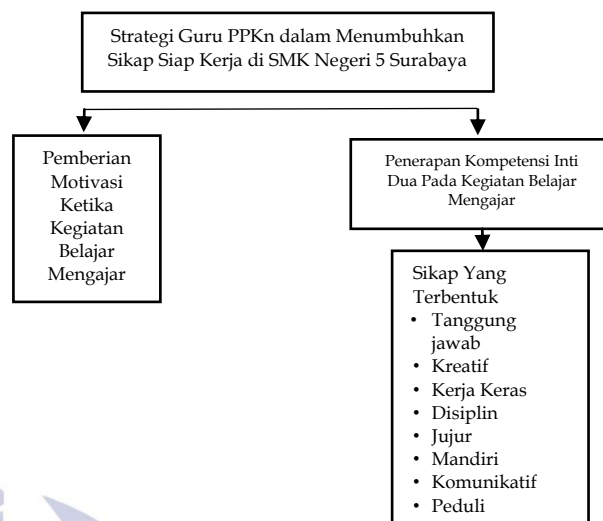 Strategi Guru PPKn dalam Menumbuhkan
Sikap Siap Kerja di SMK Negeri 5 Surabaya
Pemberian
Motivasi
Ketika
Kegiatan
Belajar
Mengajar
Penerapan Kompetensi Inti
Dua Pada Kegiatan Belajar
Mengajar
Sikap Yang
Terbentuk
• Tanggung
jawab
• Kreatif
• Kerja Keras
• Disiplin
• Jujur
• Mandiri
• Komunikatif
• Peduli